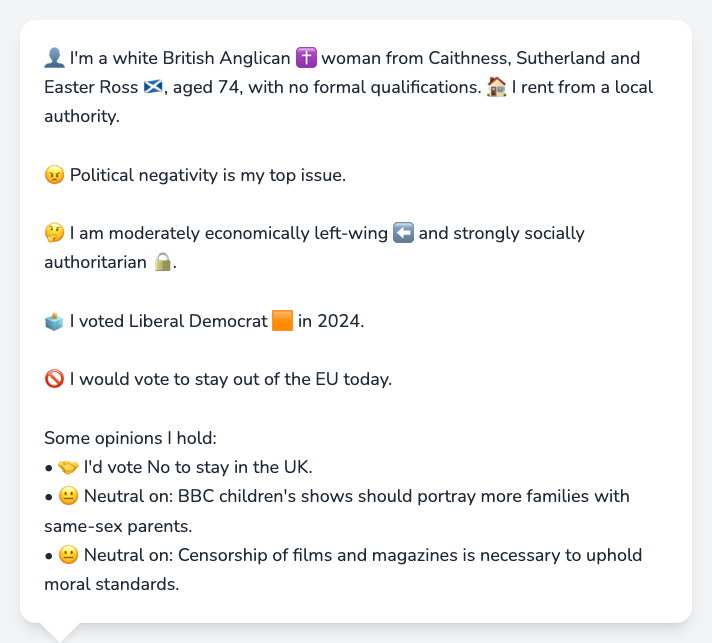 👤 I'm a white British Anglican ✝️ woman from Caithness, Sutherland and
Easter Ross 🏴󠁧󠁢󠁳󠁣󠁴󠁿, aged 74, with no formal qualifications. 🏠 I rent from a local
authority.
😠 Political negativity is my top issue.
🤔 I am moderately economically left-wing ⬅️ and strongly socially
authoritarian 🔒.
🗳️ I voted Liberal Democrat 🟧 in 2024.
🚫 I would vote to stay out of the EU today.
Some opinions I hold:
• 🤝 I'd vote No to stay in the UK.
• 😐 Neutral on: BBC children's shows should portray more families with
same-sex parents.
• 😐 Neutral on: Censorship of films and magazines is necessary to uphold
moral standards.